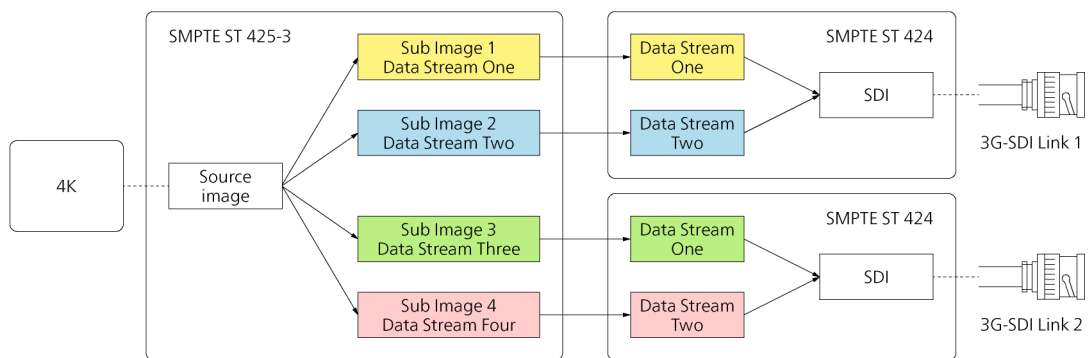 SMPTE ST 425-3
SMPTE ST 424
Sub Image 1
Data Stream One
Data Stream
One
SDI
3G-SDI Link 1
Sub Image 2
Data Stream Two
Data Stream
Two
4K
Source
image
SMPTE ST 424
Sub Image 3
Data Stream Three
Data Stream
One
SDI
3G-SDI Link 2
Sub Image 4
Data Stream Four
Data Stream
Two